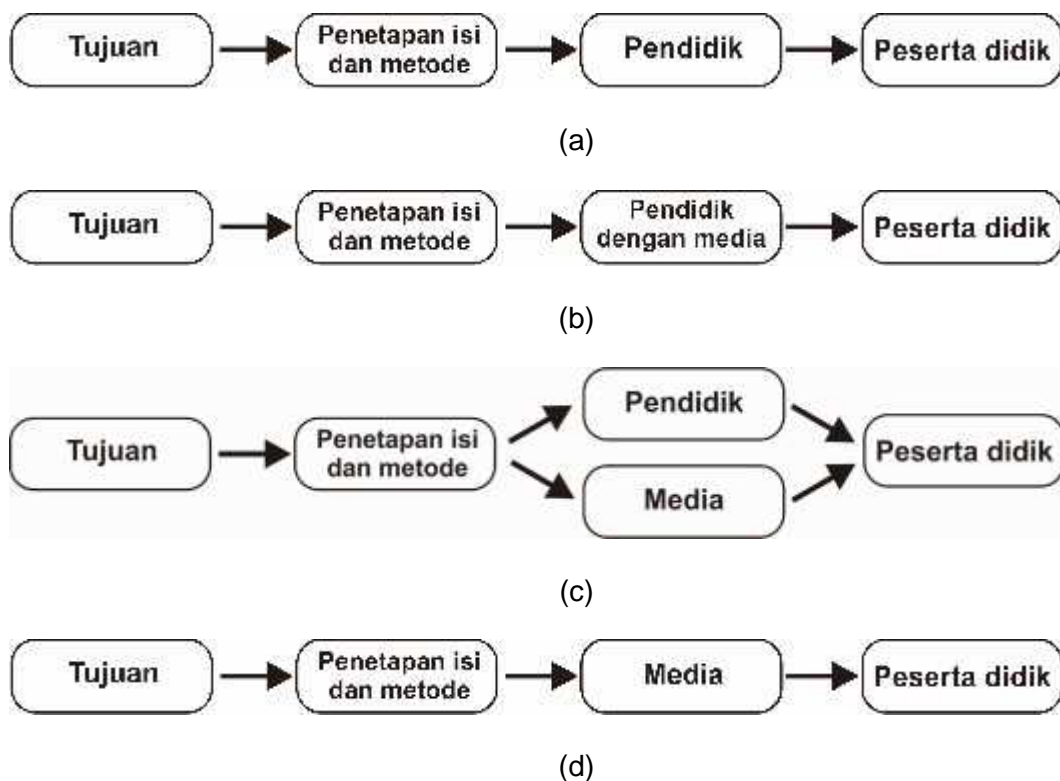 Tujuan
Penetapan isi
dan metode
Pendidik
Peserta didik
(a)
Tujuan
Penetapan isi
dan metode
Pendidik
dengan media
Peserta didik
(b)
Tujuan
Penetapan isi
dan metode
Pendidik
Media
Peserta didik
(c)
Tujuan
Penetapan isi
dan metode
Media
Peserta didik
(d)